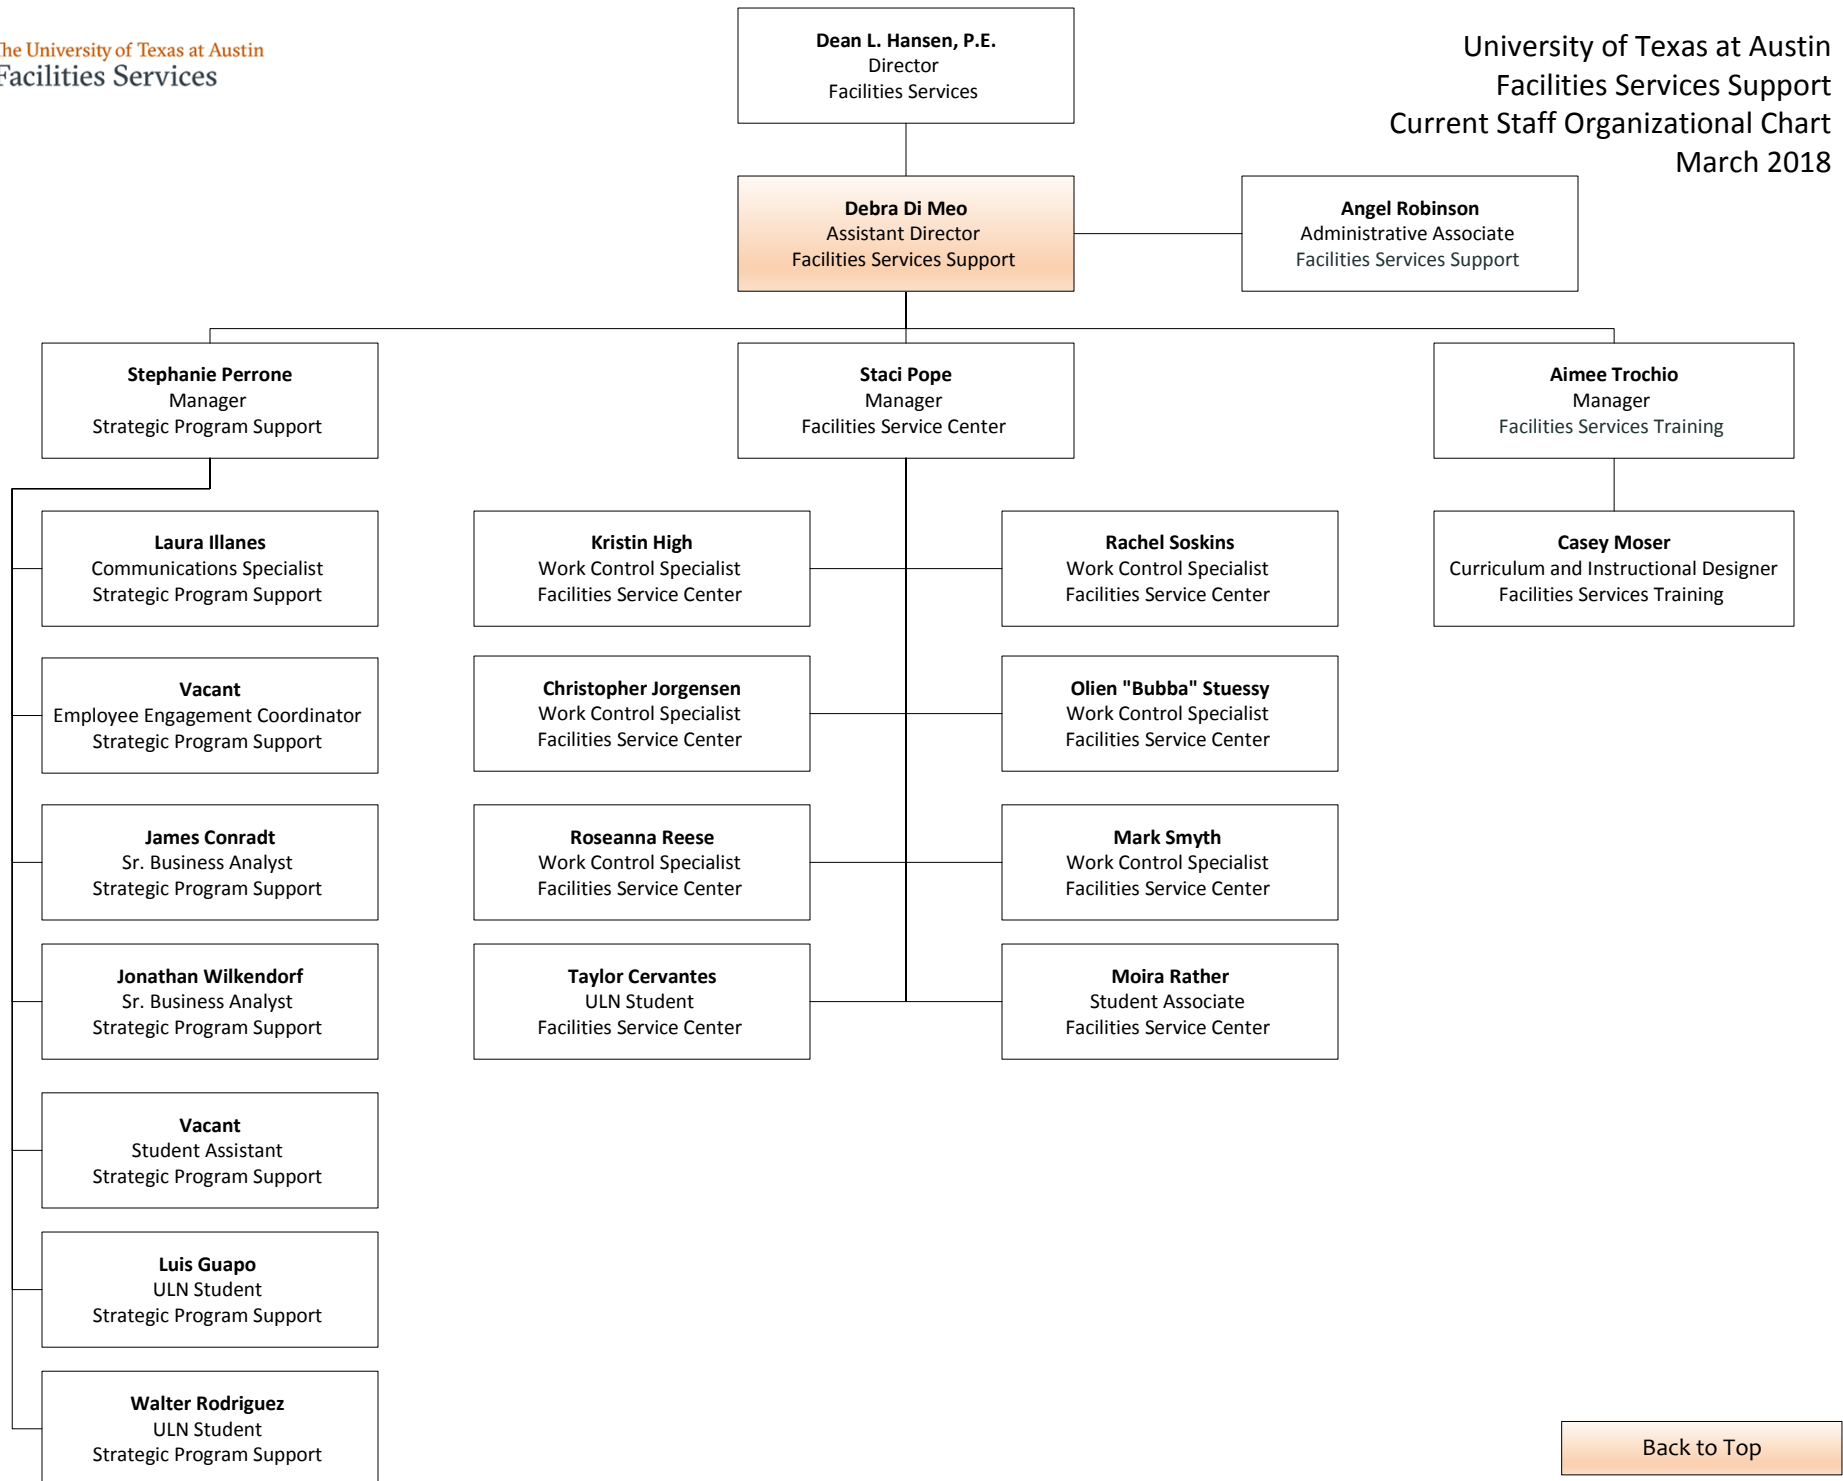 The University of Texas at Austin
Facilities Services
University of Texas at Austin
Facilities Services Support
Current Staff Organizational Chart
March 2018
Dean L. Hansen, P.E.
Director
Facilities Services
Debra Di Meo
Assistant Director
Facilities Services Support
Angel Robinson
Administrative Associate
Facilities Services Support
Stephanie Perrone
Manager
Strategic Program Support
Staci Pope
Manager
Facilities Service Center
Aimee Trochio
Manager
Facilities Services Training
Laura Illanes
Communications Specialist
Strategic Program Support
Kristin High
Work Control Specialist
Facilities Service Center
Rachel Soskins
Work Control Specialist
Facilities Service Center
Casey Moser
Curriculum and Instructional Designer
Facilities Services Training
Vacant
Employee Engagement Coordinator
Strategic Program Support
Christopher Jorgensen
Work Control Specialist
Facilities Service Center
Olien "Bubba" Stuessy
Work Control Specialist
Facilities Service Center
James Conradt
Sr. Business Analyst
Strategic Program Support
Roseanna Reese
Work Control Specialist
Facilities Service Center
Mark Smyth
Work Control Specialist
Facilities Service Center
Jonathan Wilkendorf
Sr. Business Analyst
Strategic Program Support
Taylor Cervantes
ULN Student
Facilities Service Center
Moira Rather
Student Associate
Facilities Service Center
Vacant
Student Assistant
Strategic Program Support
Luis Guapo
ULN Student
Strategic Program Support
Walter Rodriguez
ULN Student
Strategic Program Support
Back to Top